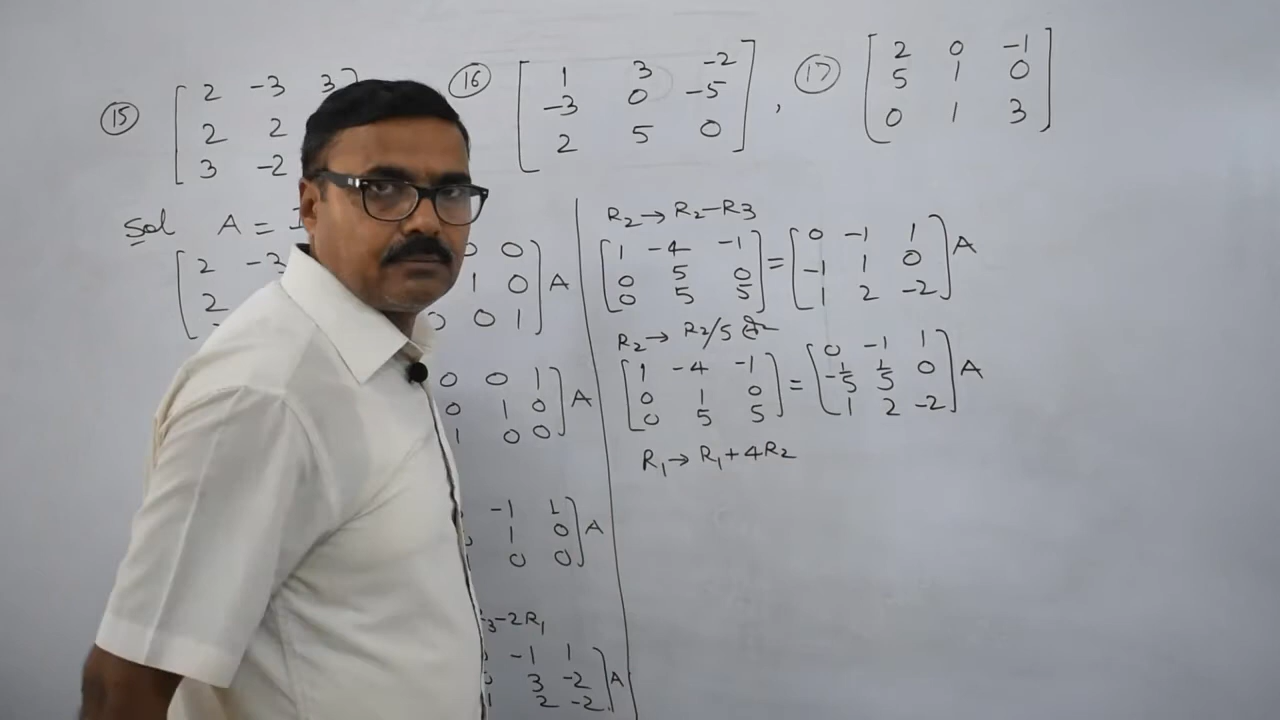 (15) [ 2 -3 3 ]
2 2
3 -2
(16) [ 1 3 -2
-3 0 -5
2 5 0 ] ,
(17) [ 2 0 -1
5 1 0
0 1 3 ]
Sol A =
[ 2 -3
2
0 0
1 0 ] A
0 0 1
0 0 1
0 1 0 ] A
1 0 0
-1 1
1 0 ] A
0 0
3-2R1
-1 1
3 -2 ] A
2 -2
R2 → R2-R3
[ 1 -4 -1 ] = [ 0 -1 1 ] A
0 5 0 -1 1 0
0 5 5 1 2 -2
R2 → R2/5
[ 1 -4 -1 ] = [ 0 -1 1 ] A
0 1 0 -1/5 1/5 0
0 5 5 1 2 -2
R1 → R1+4R2